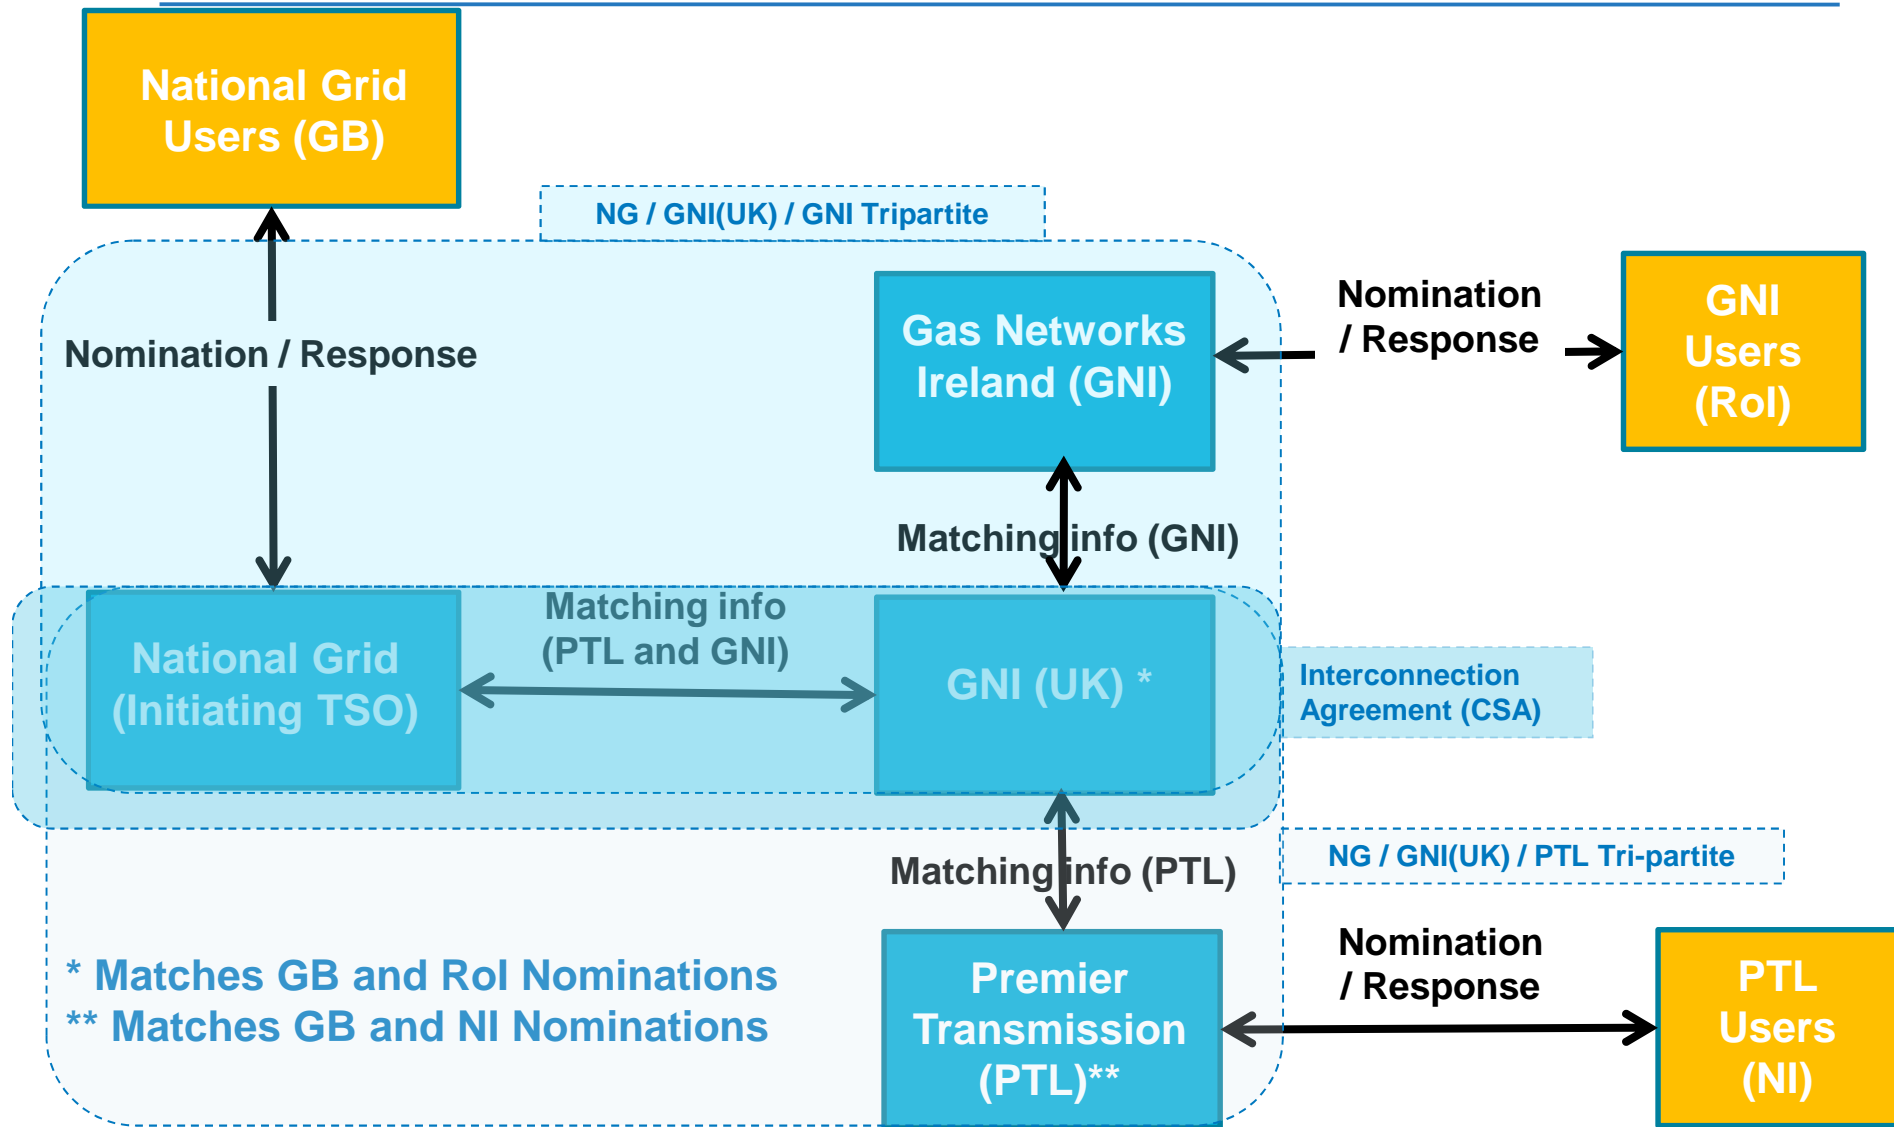 National Grid
Users (GB)
NG / GNI(UK) / GNI Tripartite
Nomination / Response
Gas Networks
Ireland (GNI)
Nomination
/ Response
GNI
Users
(RoI)
Matching info (GNI)
National Grid
(Initiating TSO)
Matching info
(PTL and GNI)
GNI (UK) *
Interconnection
Agreement (CSA)
Matching info (PTL)
NG / GNI(UK) / PTL Tri-partite
* Matches GB and RoI Nominations
** Matches GB and NI Nominations
Premier
Transmission
(PTL)**
Nomination
/ Response
PTL
Users
(NI)